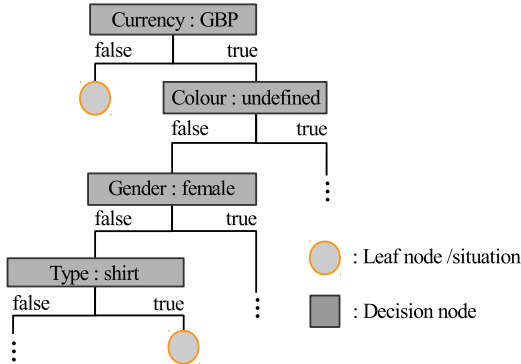 Currency : GBP
false true
Colour : undefined
false true
Gender : female
false true
Type : shirt
false true
: Leaf node /situation
: Decision node